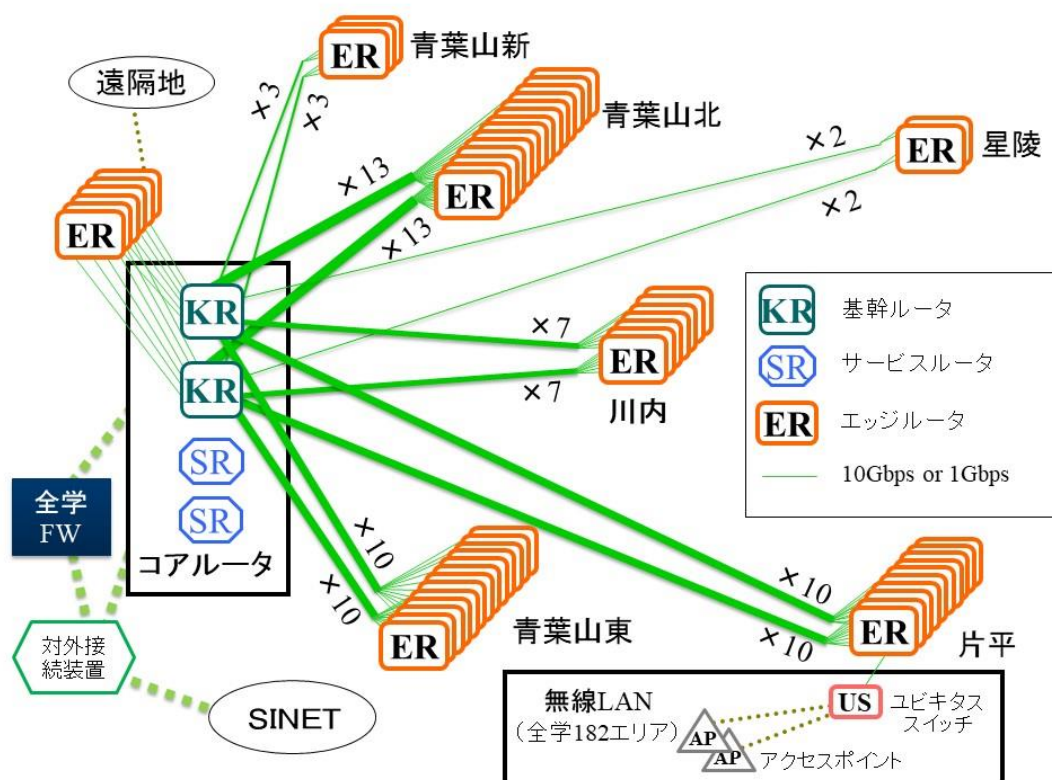 ER
青葉山新
遠隔地
×3
×3
青葉山北
×13
ER
×13
×2
ER
星陵
×2
ER
KR
KR
×7
ER
×7
川内
KR
基幹ルータ
SR
サービスルータ
ER
エッジルータ
10Gbps or 1Gbps
SR
SR
コアルータ
全学
FW
×10
×10
ER
青葉山東
×10
×10
ER
片平
対外接
続装置
SINET
無線LAN
(全学182エリア)
US
ユビキタス
スイッチ
AP
AP
アクセスポイント